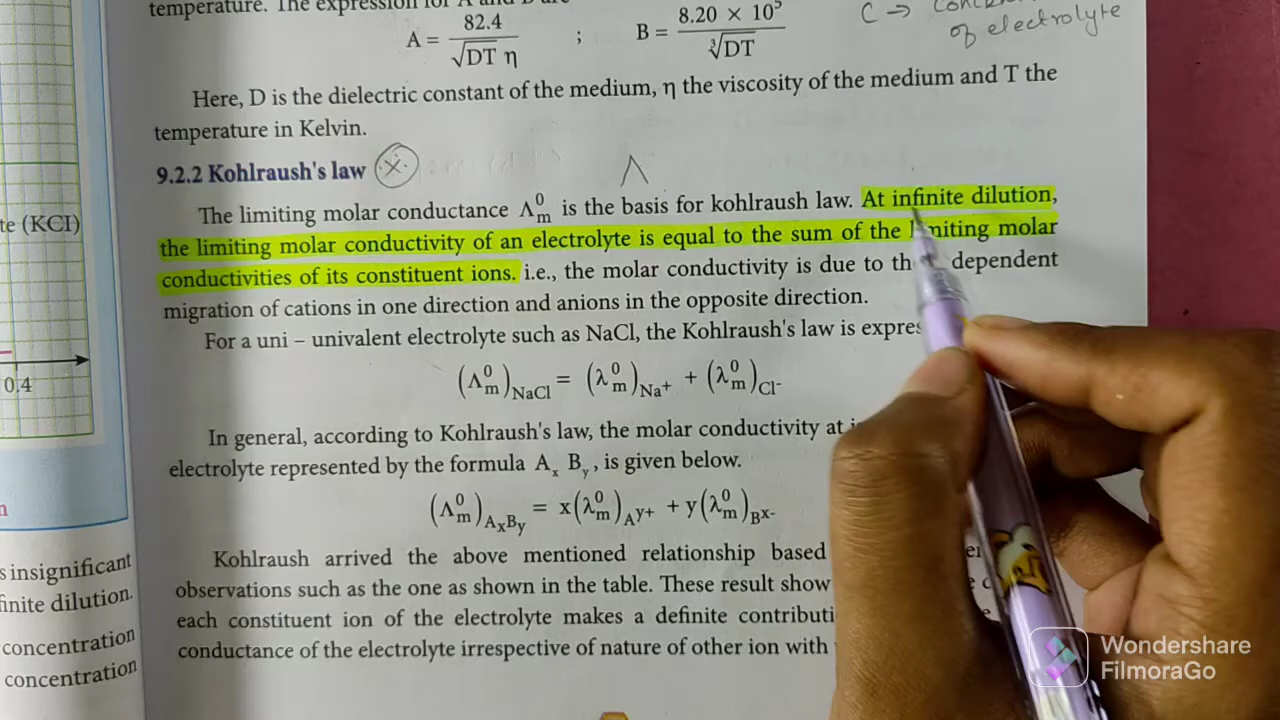 temperature. The expression for A and B are
A = 82.4 / √DT η ; B = 8.20 × 10⁵ / ∛DT
C →
of electrolyte
Here, D is the dielectric constant of the medium, η the viscosity of the medium and T the
temperature in Kelvin.
9.2.2 Kohlraush's law
Λ
The limiting molar conductance Λ⁰ₘ is the basis for kohlraush law. At infinite dilution,
the limiting molar conductivity of an electrolyte is equal to the sum of the limiting molar
conductivities of its constituent ions. i.e., the molar conductivity is due to the dependent
migration of cations in one direction and anions in the opposite direction.
For a uni – univalent electrolyte such as NaCl, the Kohlraush's law is expres
(Λ⁰ₘ)NaCl = (λ⁰ₘ)Na⁺ + (λ⁰ₘ)Cl⁻
In general, according to Kohlraush's law, the molar conductivity at
electrolyte represented by the formula Aₓ Bᵧ, is given below.
(Λ⁰ₘ)AₓBᵧ = x(λ⁰ₘ)Aʸ⁺ + y(λ⁰ₘ)Bˣ⁻
Kohlraush arrived the above mentioned relationship based
observations such as the one as shown in the table. These result show
each constituent ion of the electrolyte makes a definite contributi
conductance of the electrolyte irrespective of nature of other ion with
te (KCl)
0.4
s insignificant
finite dilution.
concentration
concentration
Wondershare
FilmoraGo